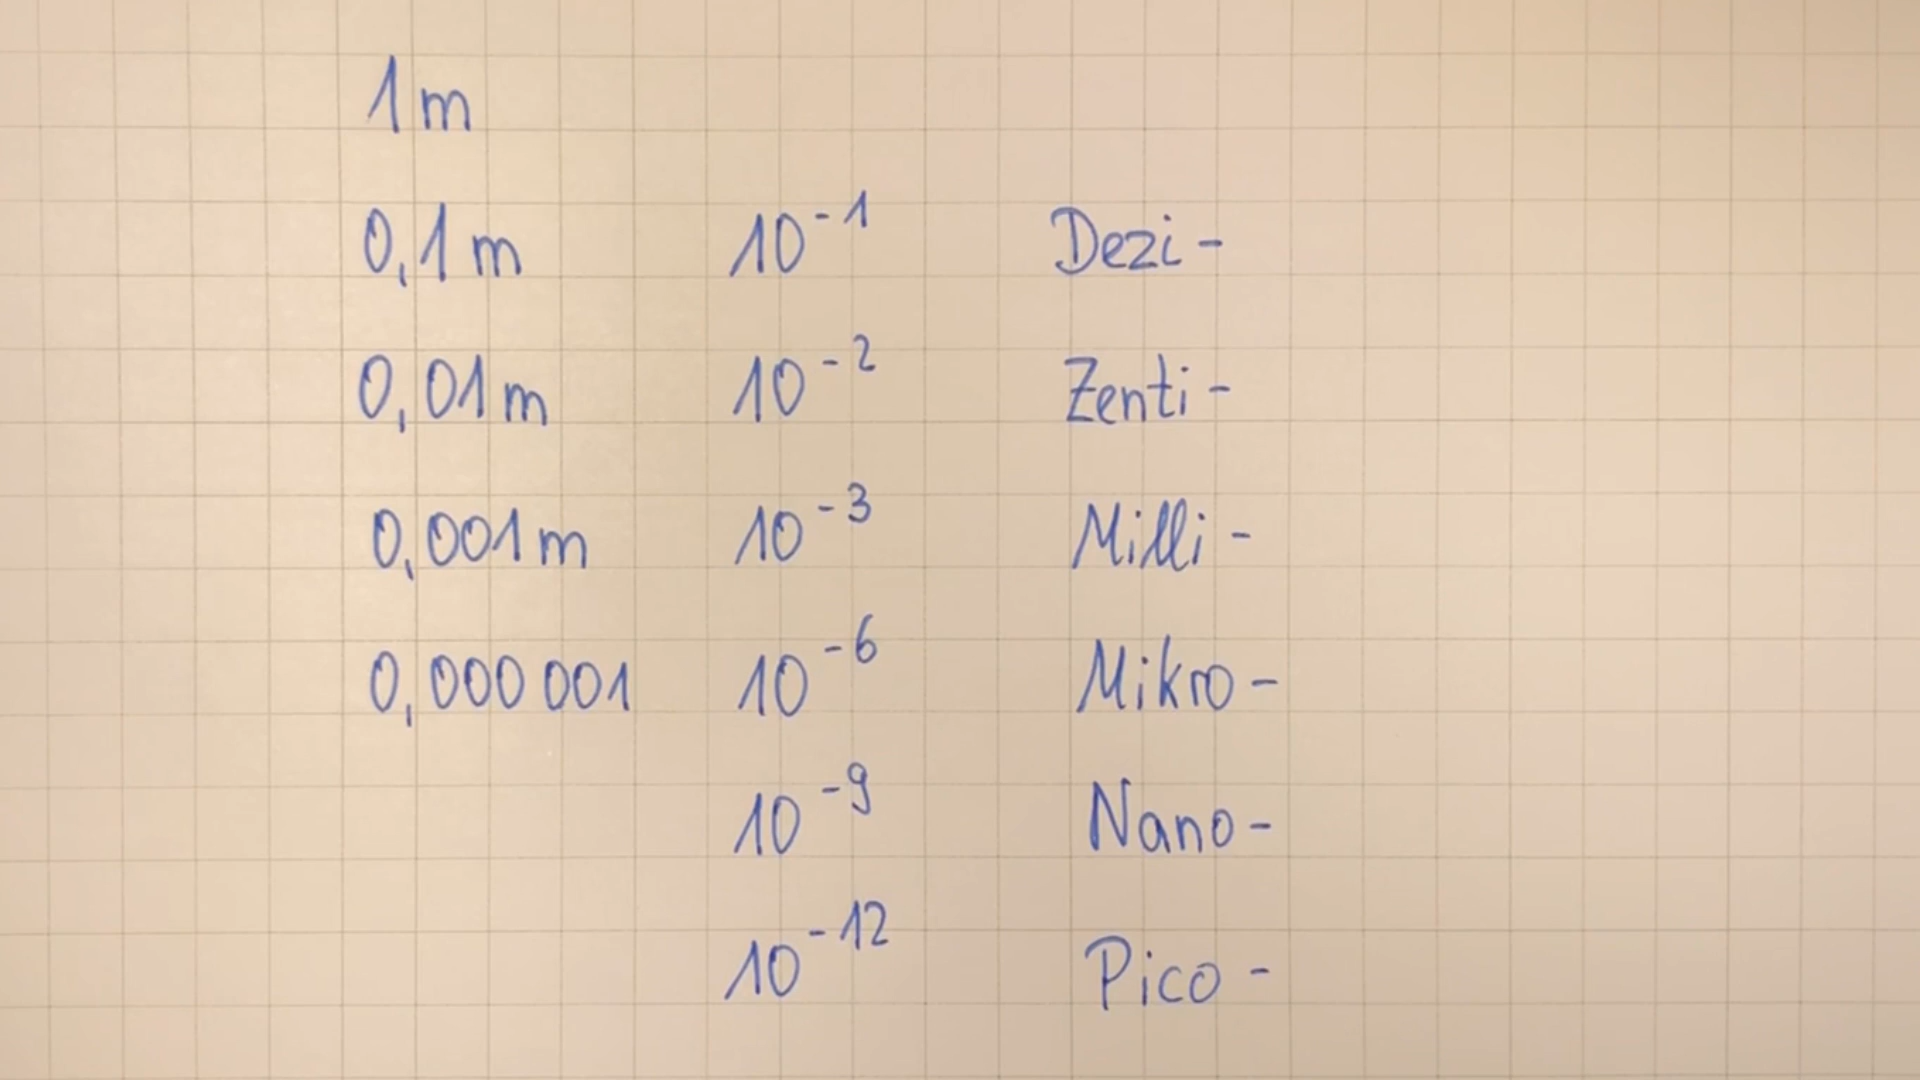 1 m
0,1 m 10⁻¹ Dezi-
0,01 m 10⁻² Zenti-
0,001 m 10⁻³ Milli-
0,000 001 10⁻⁶ Mikro-
10⁻⁹ Nano-
10⁻¹² Pico-